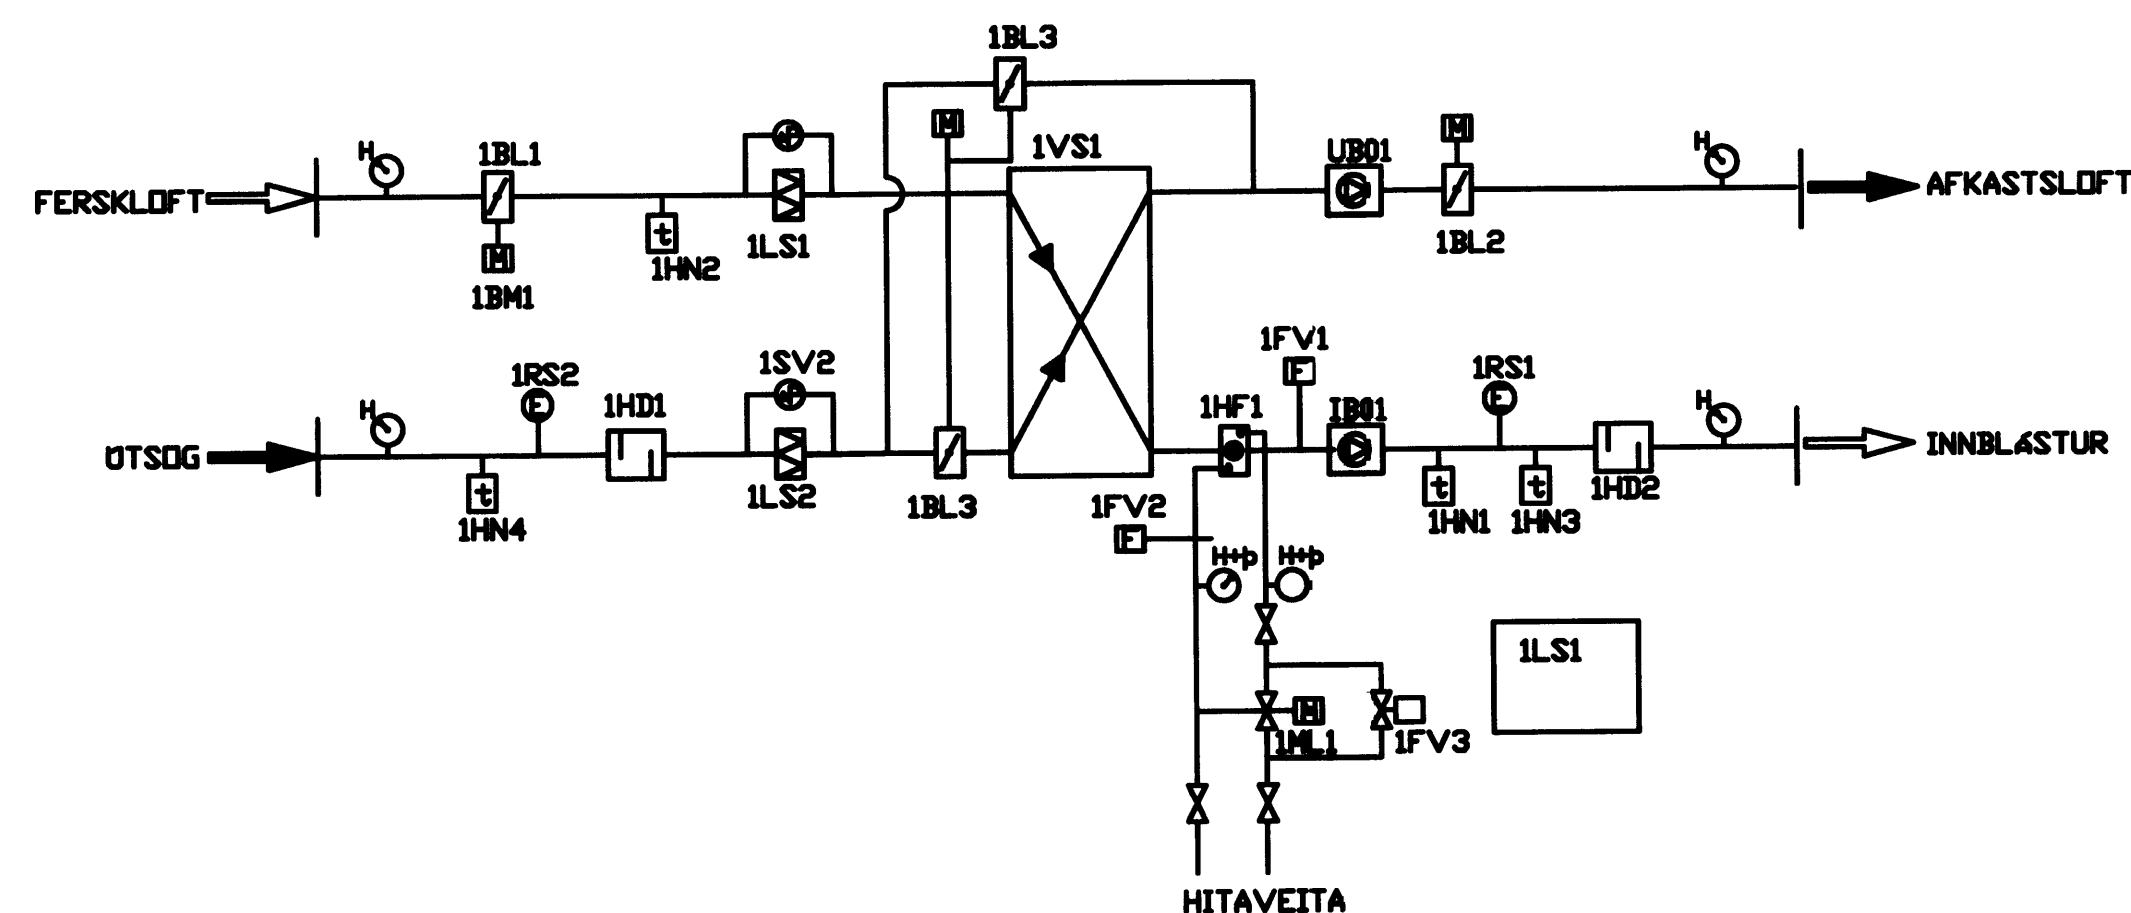 1BL3
M
1VS1
UB01
M
H
1BL1
H
FERSKLOFT
AFKASTSLOFT
t
1LS1
1BL2
1HN2
M
1BM1
1FV1
F
1RS2
E
1SV2
1RS1
E
H
1HD1
1HF1
IB01
H
ÚTSOG
INNBLÁSTUR
t
1HN4
1LS2
1BL3
1FV2
F
t
1HN1
t
1HN3
1HD2
H+p
H+p
1LS1
M
1ML1
1FV3
HITAVEITA